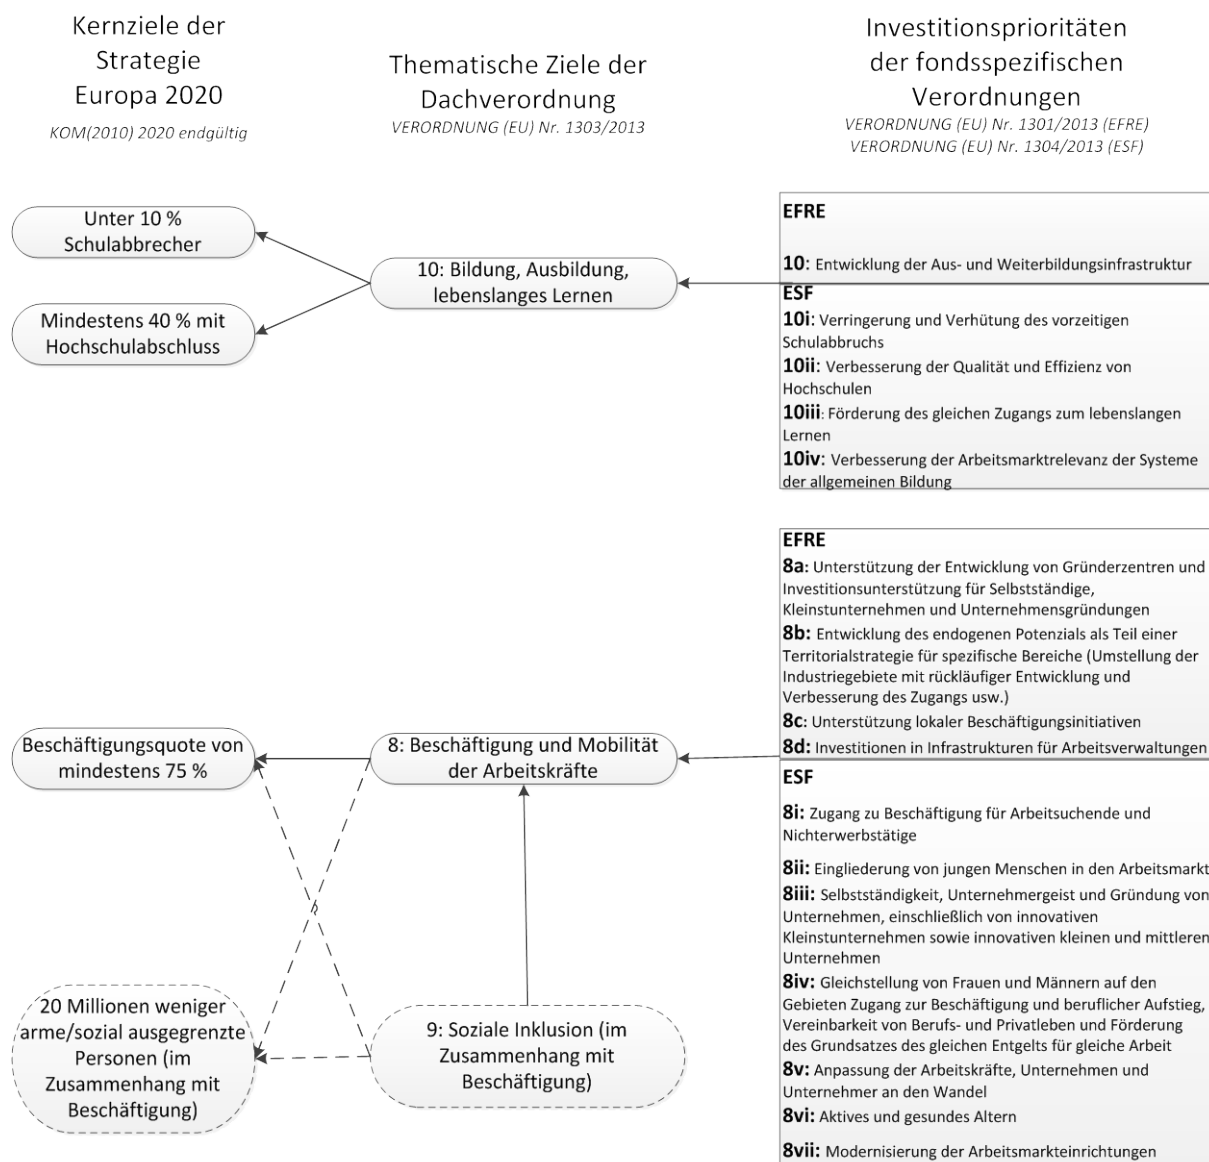 Kernziele der
Strategie
Europa 2020
KOM(2010) 2020 endgültig
Thematische Ziele der
Dachverordnung
VERORDNUNG (EU) Nr. 1303/2013
Investitionsprioritäten
der fondsspezifischen
Verordnungen
VERORDNUNG (EU) Nr. 1301/2013 (EFRE)
VERORDNUNG (EU) Nr. 1304/2013 (ESF)
Unter 10 %
Schulabbrecher
Mindestens 40 % mit
Hochschulabschluss
10: Bildung, Ausbildung,
lebenslanges Lernen
EFRE
10: Entwicklung der Aus- und Weiterbildungsinfrastruktur
ESF
10i: Verringerung und Verhütung des vorzeitigen
Schulabbruchs
10ii: Verbesserung der Qualität und Effizienz von
Hochschulen
10iii: Förderung des gleichen Zugangs zum lebenslangen
Lernen
10iv: Verbesserung der Arbeitsmarktrelevanz der Systeme
der allgemeinen Bildung
Beschäftigungsquote von
mindestens 75 %
20 Millionen weniger
arme/sozial ausgegrenzte
Personen (im
Zusammenhang mit
Beschäftigung)
8: Beschäftigung und Mobilität
der Arbeitskräfte
9: Soziale Inklusion (im
Zusammenhang mit
Beschäftigung)
EFRE
8a: Unterstützung der Entwicklung von Gründerzentren und
Investitionsunterstützung für Selbstständige,
Kleinstunternehmen und Unternehmensgründungen
8b: Entwicklung des endogenen Potenzials als Teil einer
Territorialstrategie für spezifische Bereiche (Umstellung der
Industriegebiete mit rückläufiger Entwicklung und
Verbesserung des Zugangs usw.)
8c: Unterstützung lokaler Beschäftigungsinitiativen
8d: Investitionen in Infrastrukturen für Arbeitsverwaltungen
ESF
8i: Zugang zu Beschäftigung für Arbeitsuchende und
Nichterwerbstätige
8ii: Eingliederung von jungen Menschen in den Arbeitsmarkt
8iii: Selbstständigkeit, Unternehmergeist und Gründung von
Unternehmen, einschließlich von innovativen
Kleinstunternehmen sowie innovativen kleinen und mittleren
Unternehmen
8iv: Gleichstellung von Frauen und Männern auf den
Gebieten Zugang zur Beschäftigung und beruflicher Aufstieg,
Vereinbarkeit von Berufs- und Privatleben und Förderung
des Grundsatzes des gleichen Entgelts für gleiche Arbeit
8v: Anpassung der Arbeitskräfte, Unternehmen und
Unternehmer an den Wandel
8vi: Aktives und gesundes Altern
8vii: Modernisierung der Arbeitsmarkteinrichtungen